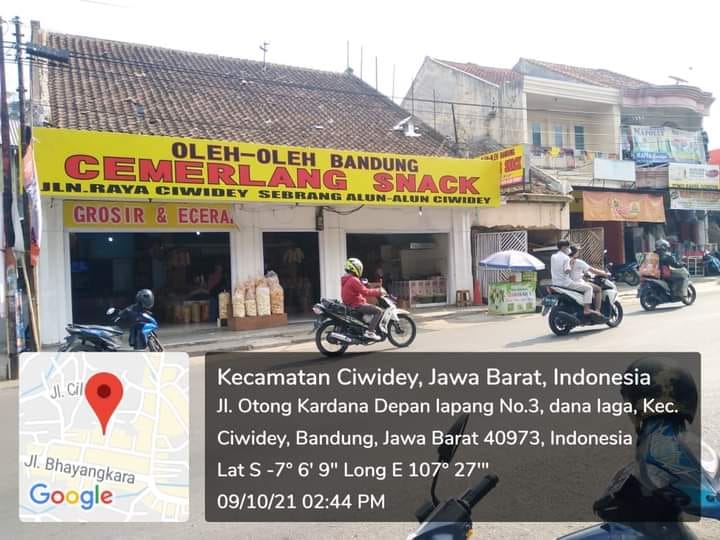 OLEH-OLEH BANDUNG
CEMERLANG SNACK
JLN.RAYA CIWIDEY SEBRANG ALUN-ALUN CIWIDEY
GROSIR & ECERAN
Jl. Cil
Jl. Bhayangkara
Google
Kecamatan Ciwidey, Jawa Barat, Indonesia
Jl. Otong Kardana Depan lapang No.3, dana laga, Kec.
Ciwidey, Bandung, Jawa Barat 40973, Indonesia
Lat S -7° 6' 9" Long E 107° 27'"
09/10/21 02:44 PM